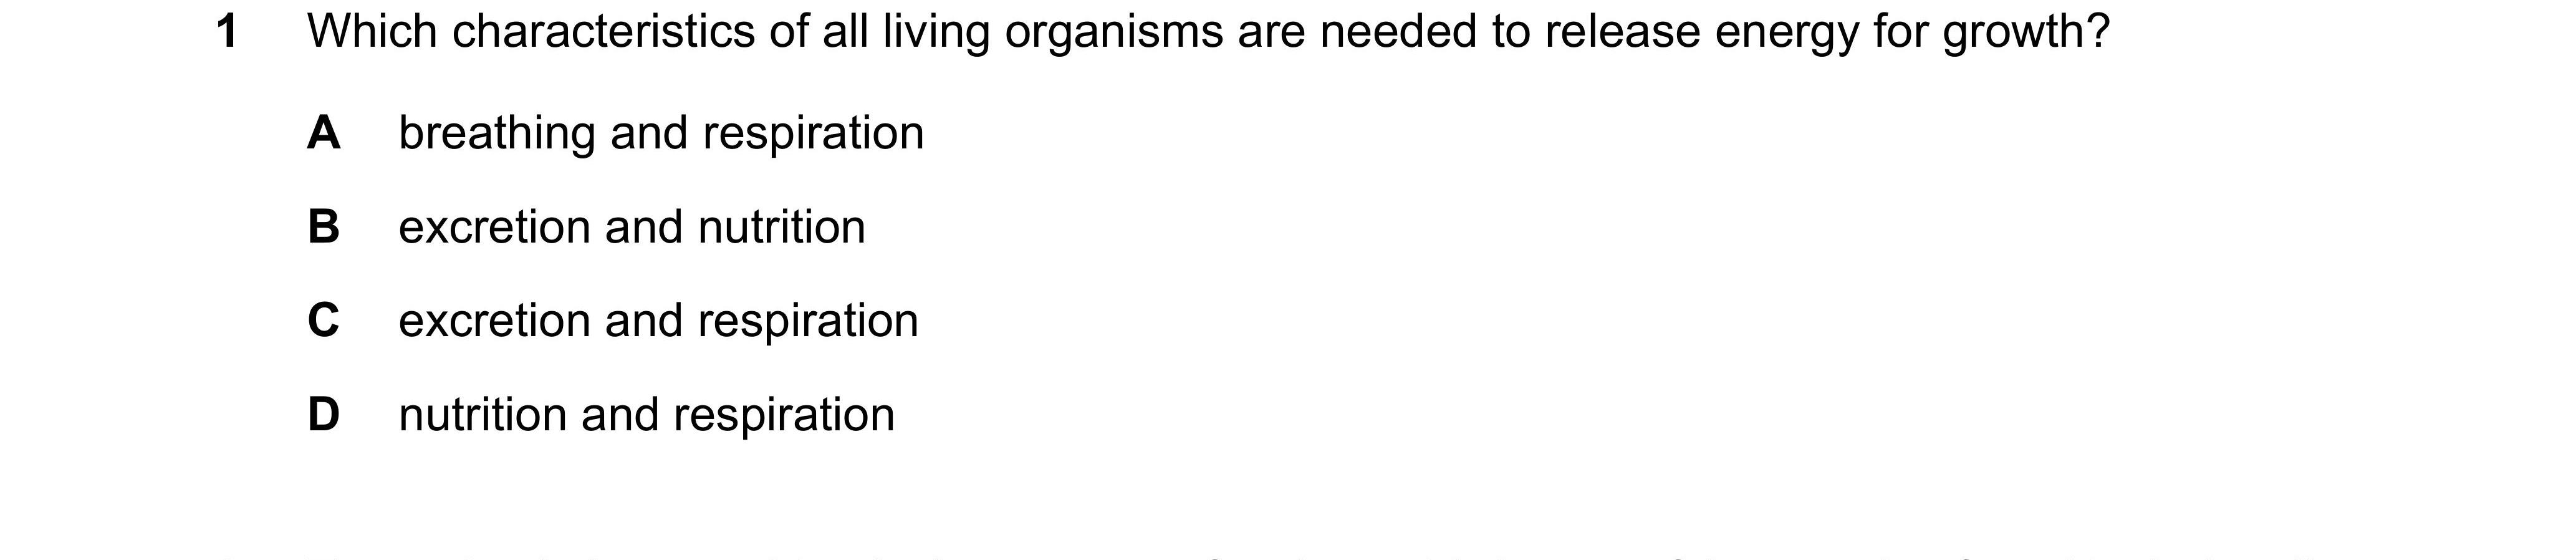 1 Which characteristics of all living organisms are needed to release energy for growth?
A breathing and respiration
B excretion and nutrition
C excretion and respiration
D nutrition and respiration